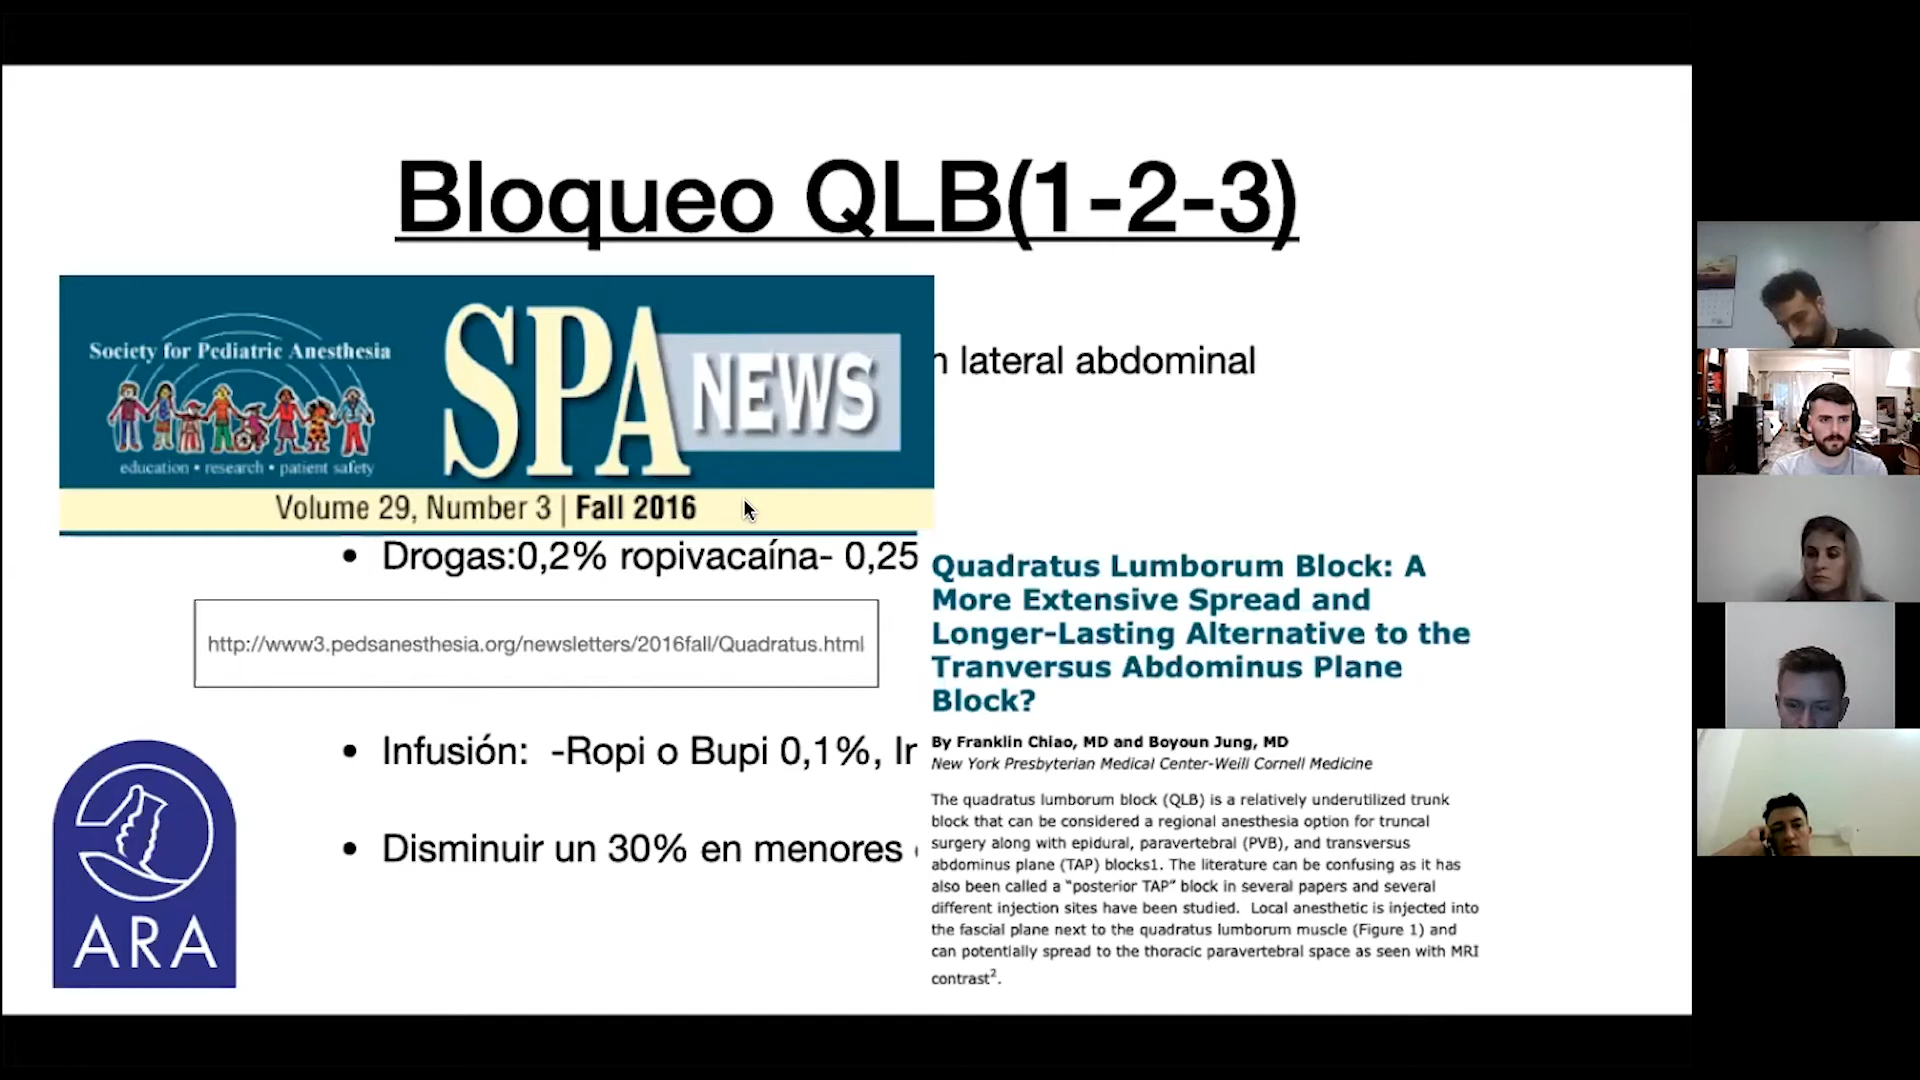 Bloqueo QLB(1-2-3)
Society for Pediatric Anesthesia
education • research • patient safety
SPA NEWS
Volume 29, Number 3 | Fall 2016
lateral abdominal
• Drogas:0,2% ropivacaína- 0,25
http://www3.pedsanesthesia.org/newsletters/2016fall/Quadratus.html
• Infusión: -Ropi o Bupi 0,1%,
• Disminuir un 30% en menores
Quadratus Lumborum Block: A
More Extensive Spread and
Longer-Lasting Alternative to the
Tranversus Abdominus Plane
Block?
By Franklin Chiao, MD and Boyoun Jung, MD
New York Presbyterian Medical Center-Weill Cornell Medicine
The quadratus lumborum block (QLB) is a relatively underutilized trunk
block that can be considered a regional anesthesia option for truncal
surgery along with epidural, paravertebral (PVB), and transversus
abdominus plane (TAP) blocks1. The literature can be confusing as it has
also been called a "posterior TAP" block in several papers and several
different injection sites have been studied. Local anesthetic is injected into
the fascial plane next to the quadratus lumborum muscle (Figure 1) and
can potentially spread to the thoracic paravertebral space as seen with MRI
contrast².
ARA